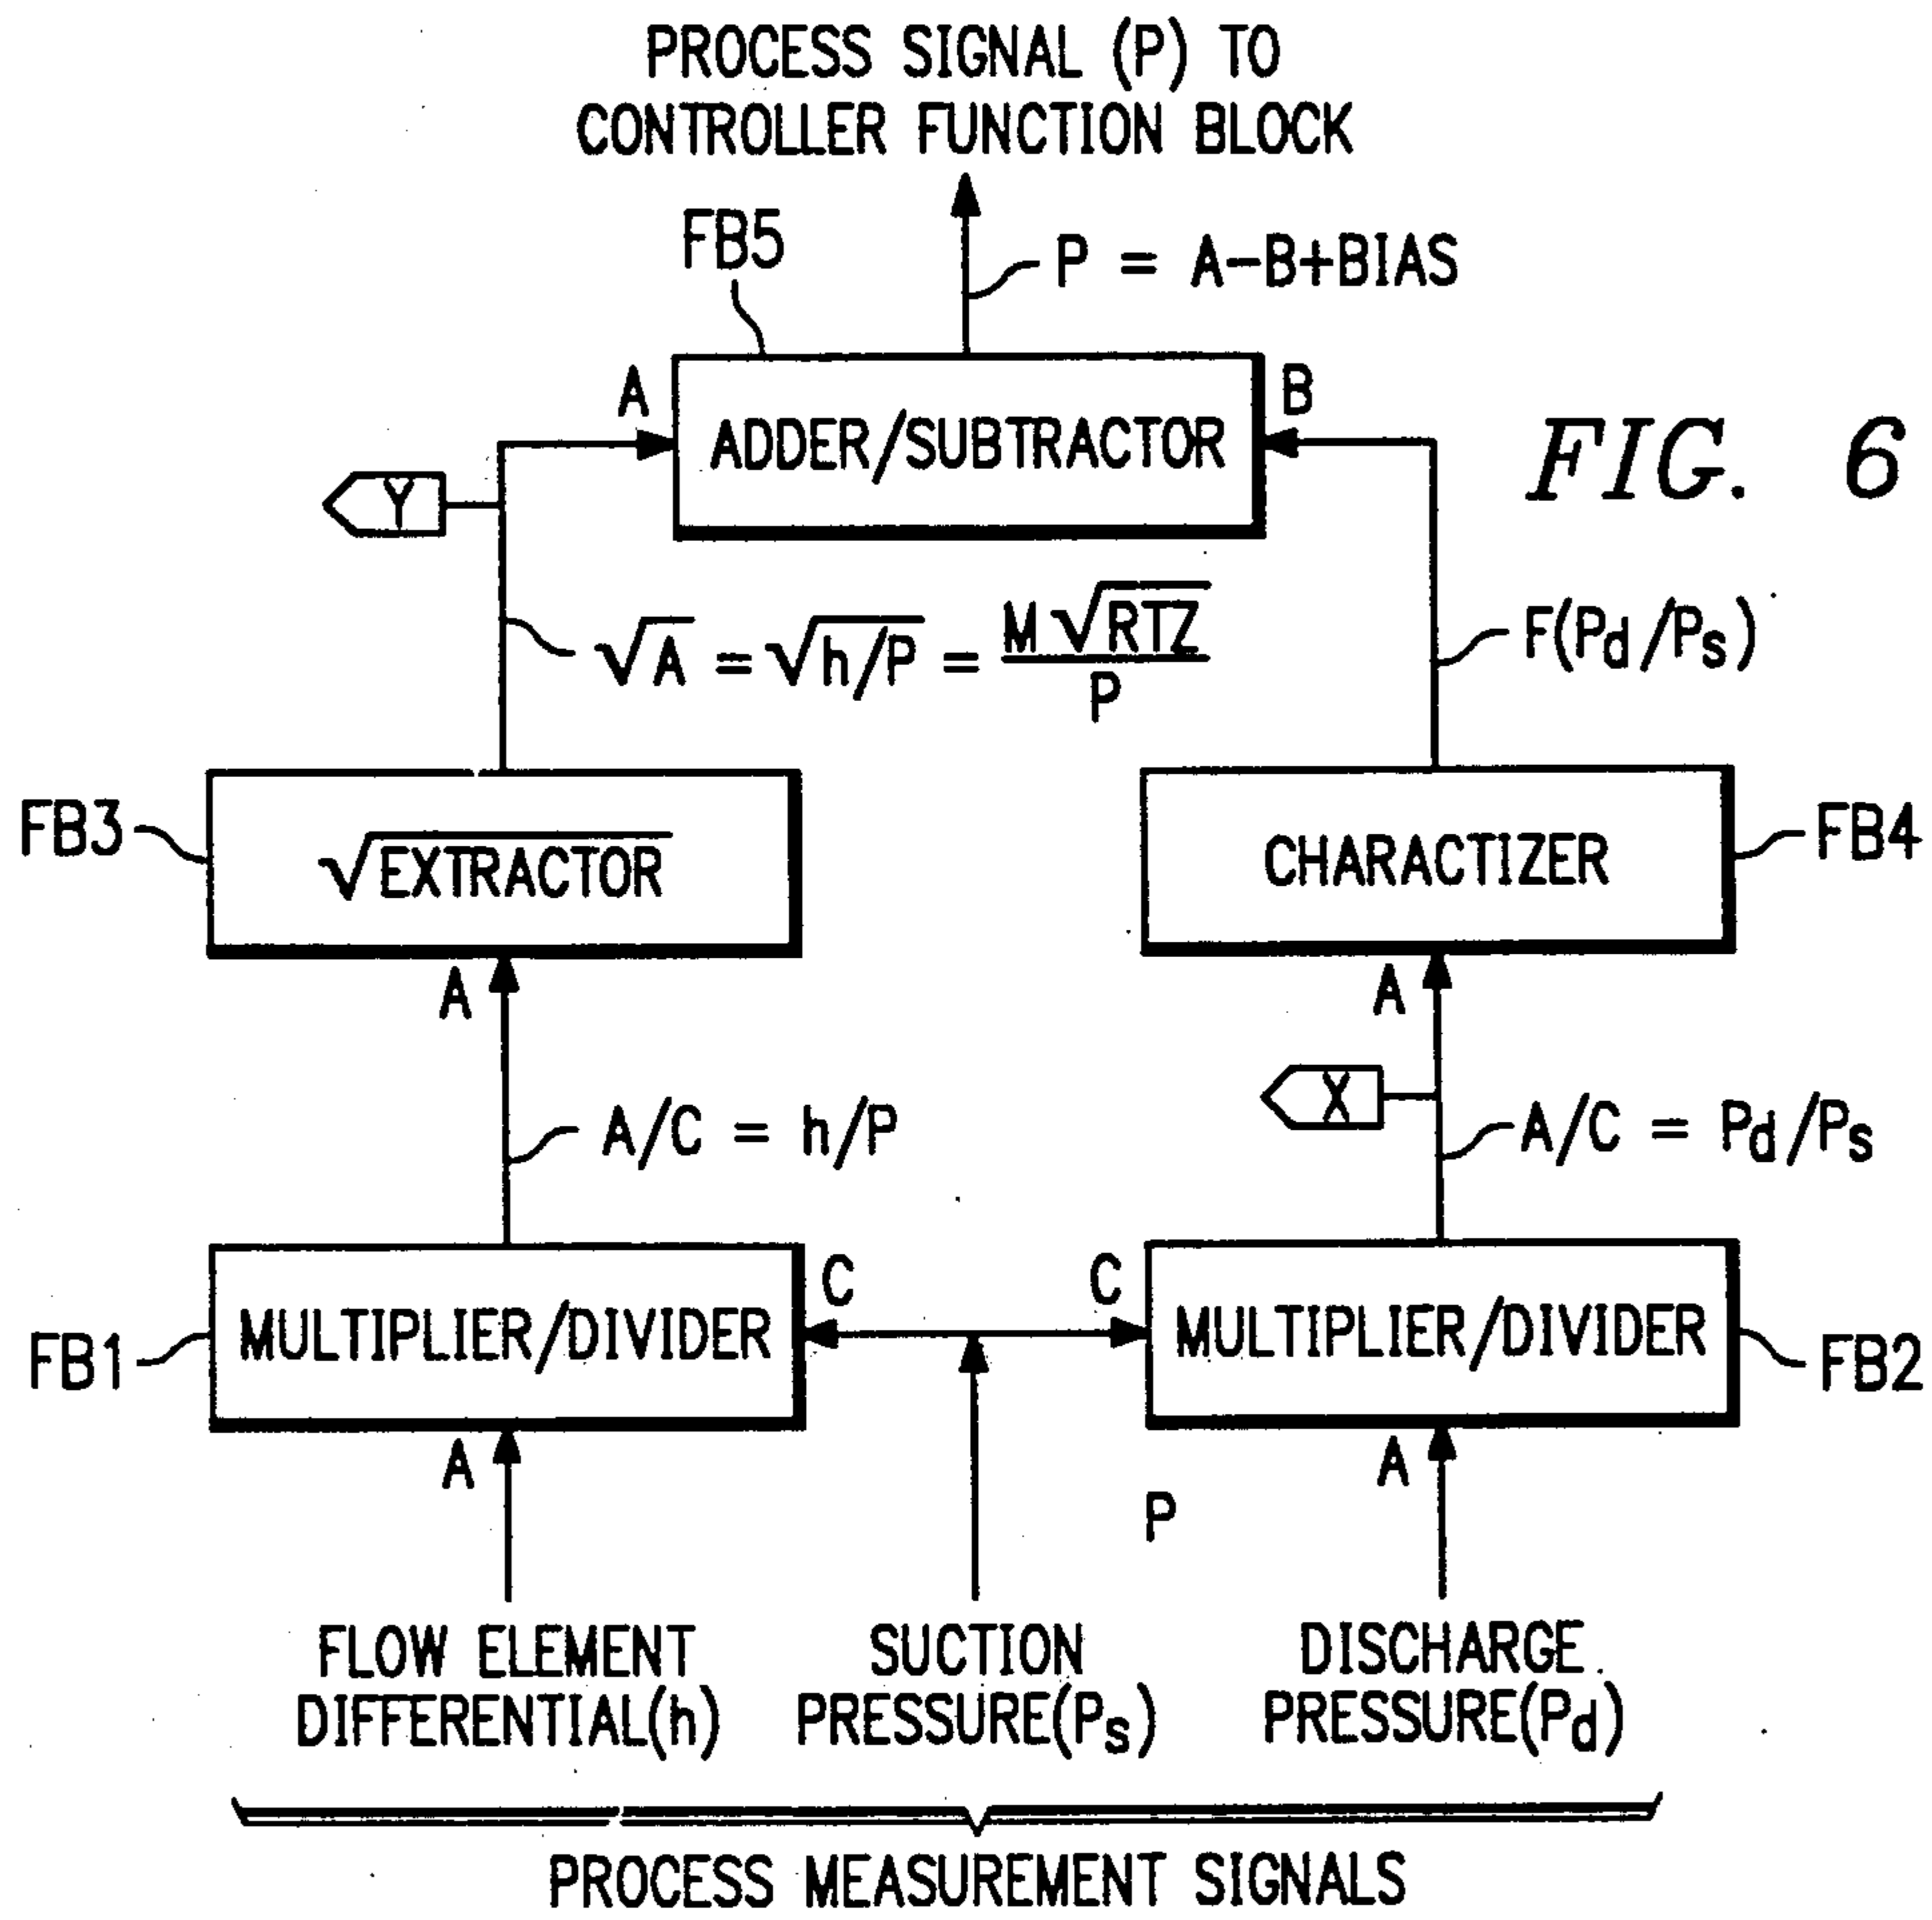 PROCESS SIGNAL (P) TO
CONTROLLER FUNCTION BLOCK
FB5
P = A-B+BIAS
A
B
ADDER/SUBTRACTOR
FIG. 6
Y
√A = √h/P = M√RTZ/P
F(Pd/Ps)
FB3
√EXTRACTOR
CHARACTIZER
FB4
A
A
X
A/C = h/P
A/C = Pd/Ps
C
C
FB1
MULTIPLIER/DIVIDER
MULTIPLIER/DIVIDER
FB2
A
A
P
FLOW ELEMENT
DIFFERENTIAL(h)
SUCTION
PRESSURE(Ps)
DISCHARGE
PRESSURE(Pd)
PROCESS MEASUREMENT SIGNALS